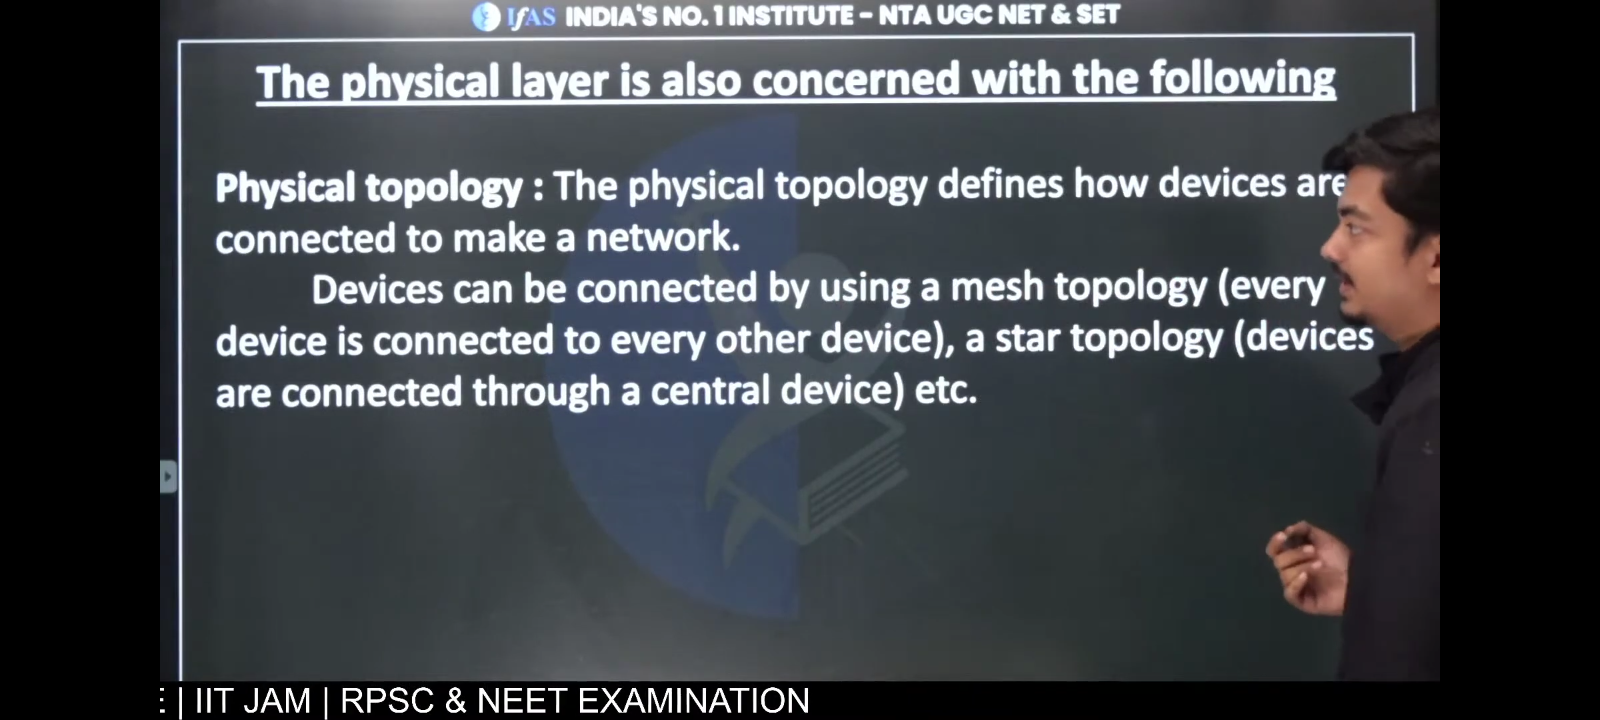 IfAS INDIA'S NO. 1 INSTITUTE – NTA UGC NET & SET
The physical layer is also concerned with the following
Physical topology : The physical topology defines how devices are
connected to make a network.
Devices can be connected by using a mesh topology (every
device is connected to every other device), a star topology (devices
are connected through a central device) etc.
| IIT JAM | RPSC & NEET EXAMINATION